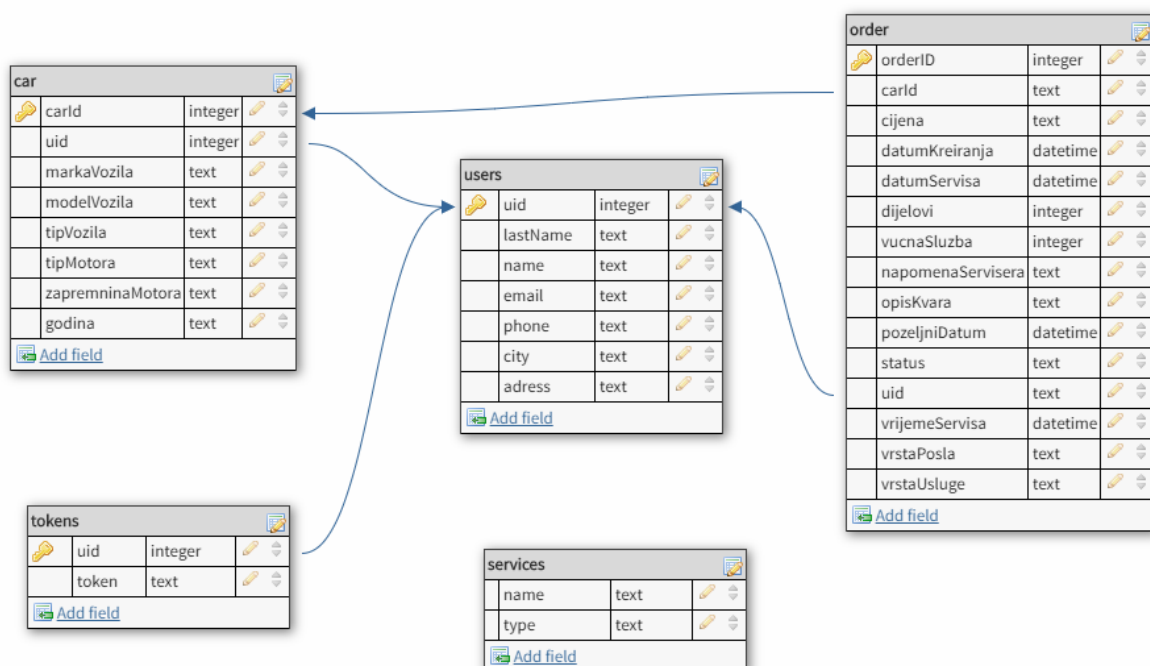 car
carId integer
uid integer
markaVozila text
modelVozila text
tipVozila text
tipMotora text
zapremninaMotora text
godina text
Add field
users
uid integer
lastName text
name text
email text
phone text
city text
adress text
Add field
order
orderID integer
carId text
cijena text
datumKreiranja datetime
datumServisa datetime
dijelovi integer
vucnaSluzba integer
napomenaServisera text
opisKvara text
pozeljniDatum datetime
status text
uid text
vrijemeServisa datetime
vrstaPosla text
vrstaUsluge text
Add field
tokens
uid integer
token text
Add field
services
name text
type text
Add field